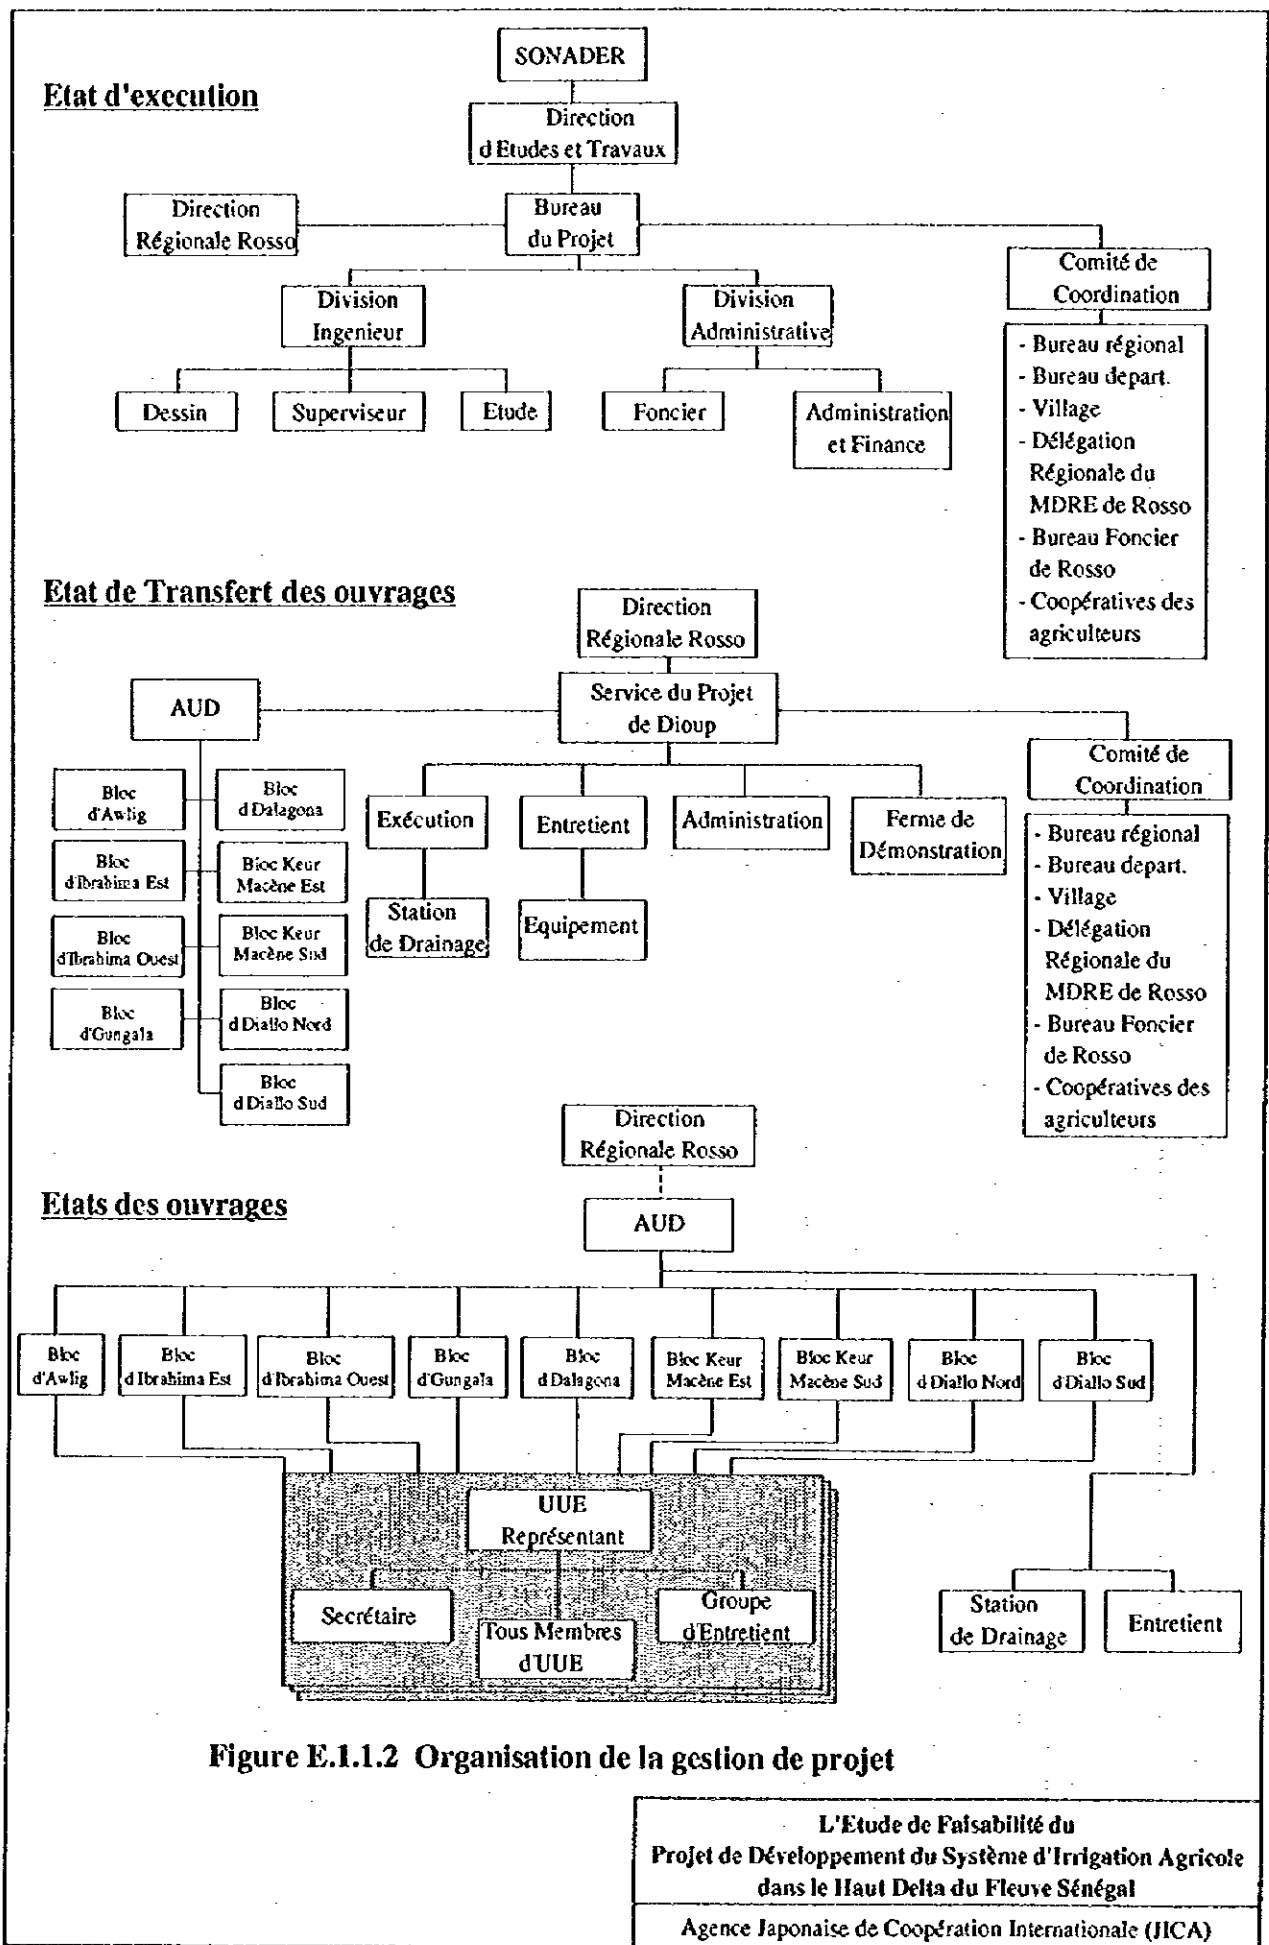 SONADER
Etat d'execution
Direction
d'Etudes et Travaux
Direction
Régionale Rosso
Bureau
du Projet
Comité de
Coordination
Division
Ingenieur
Division
Administrative
- Bureau régional
- Bureau depart.
- Village
- Délégation
Régionale du
MDRE de Rosso
- Bureau Foncier
de Rosso
- Coopératives des
agriculteurs
Dessin
Superviseur
Etude
Foncier
Administration
et Finance
Etat de Transfert des ouvrages
Direction
Régionale Rosso
AUD
Service du Projet
de Dioup
Comité de
Coordination
Bloc
d'Awlig
Bloc
d Dalagona
Bloc
d'Ibrahima Est
Bloc Keur
Macène Est
Bloc
d'Ibrahima Ouest
Bloc Keur
Macène Sud
Bloc
d'Gungala
Bloc
d Diallo Nord
Bloc
d Diallo Sud
Exécution
Entretient
Administration
Ferme de
Démonstration
Station
de Drainage
Equipement
- Bureau régional
- Bureau depart.
- Village
- Délégation
Régionale du
MDRE de Rosso
- Bureau Foncier
de Rosso
- Coopératives des
agriculteurs
Direction
Régionale Rosso
Etats des ouvrages
AUD
Bloc
d'Awlig
Bloc
d Ibrahima Est
Bloc
d Ibrahima Ouest
Bloc
d'Gungala
Bloc
d Dalagona
Bloc Keur
Macène Est
Bloc Keur
Macène Sud
Bloc
d Diallo Nord
Bloc
d Diallo Sud
UUE
Représentant
Secrétaire
Tous Membres
d'UUE
Groupe
d'Entretient
Station
de Drainage
Entretient
Figure E.1.1.2 Organisation de la gestion de projet
L'Etude de Faisabilité du
Projet de Développement du Système d'Irrigation Agricole
dans le Haut Delta du Fleuve Sénégal
Agence Japonaise de Coopération Internationale (JICA)